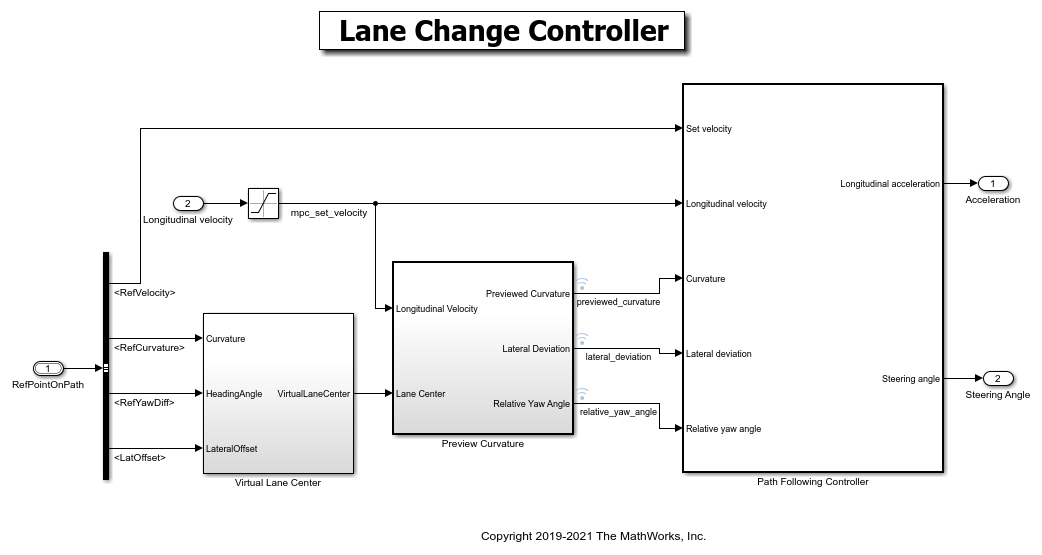 Lane Change Controller
Set velocity
Longitudinal acceleration
1
Acceleration
2
Longitudinal velocity
mpc_set_velocity
Longitudinal velocity
<RefVelocity>
Curvature
Previewed Curvature
previewed_curvature
Longitudinal Velocity
<RefCurvature>
Curvature
Lateral Deviation
lateral_deviation
Lateral deviation
1
RefPointOnPath
<RefYawDiff>
HeadingAngle
VirtualLaneCenter
Lane Center
Relative Yaw Angle
relative_yaw_angle
Steering angle
2
Steering Angle
Relative yaw angle
<LatOffset>
LateralOffset
Preview Curvature
Virtual Lane Center
Path Following Controller
Copyright 2019-2021 The MathWorks, Inc.